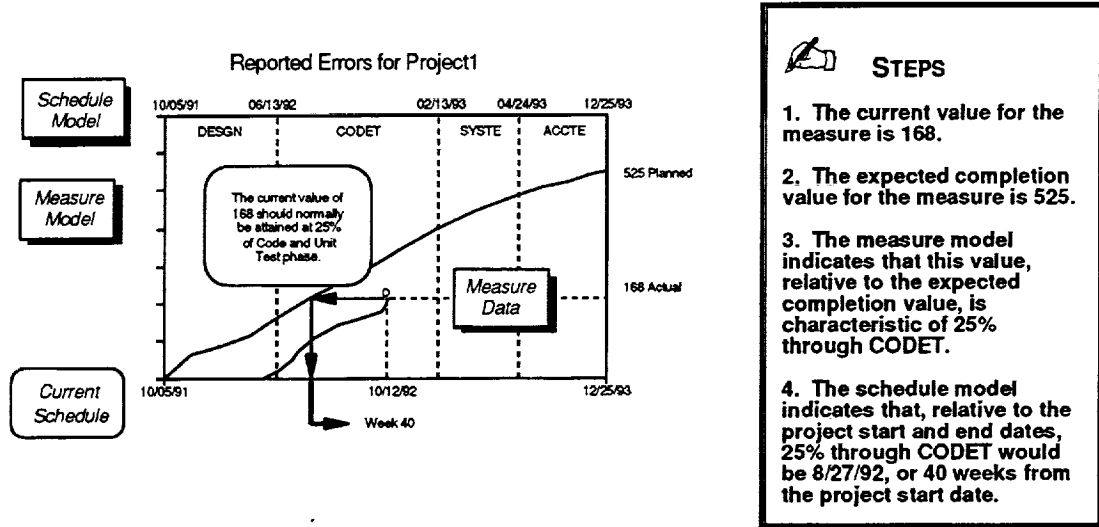 Reported Errors for Project1
Schedule
Model
10/05/91 06/13/92 02/13/93 04/24/93 12/25/93
DESGN CODET SYSTE ACCTE
525 Planned
Measure
Model
The current value of
168 should normally
be attained at 25%
of Code and Unit
Test phase.
Measure
Data
168 Actual
Current
Schedule
10/05/91 10/12/92 12/25/93
Week 40
STEPS
1. The current value for the
measure is 168.
2. The expected completion
value for the measure is 525.
3. The measure model
indicates that this value,
relative to the expected
completion value, is
characteristic of 25%
through CODET.
4. The schedule model
indicates that, relative to the
project start and end dates,
25% through CODET would
be 8/27/92, or 40 weeks from
the project start date.